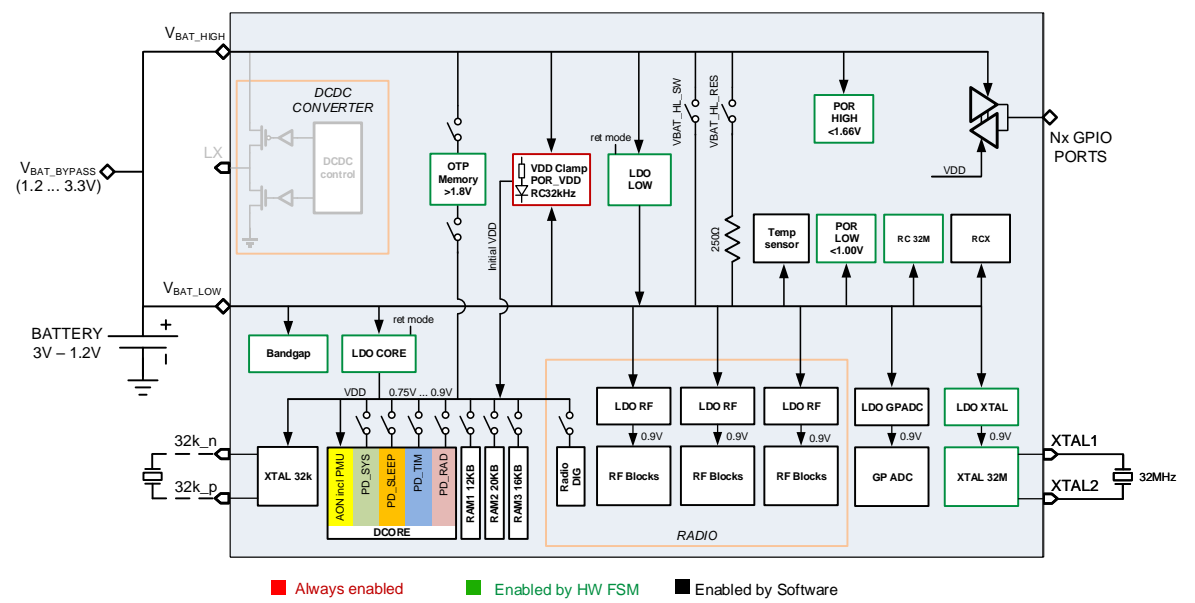 VBAT_HIGH
DCDC
CONVERTER
LX
DCDC
control
VBAT_BYPASS
(1.2 ... 3.3V)
OTP
Memory
>1.8V
Initial VDD
VDD Clamp
POR_VDD
RC32kHz
ret mode
LDO
LOW
VBAT_HL_SW
VBAT_HL_RES
250Ω
POR
HIGH
<1.66V
VDD
Nx GPIO
PORTS
Temp
sensor
POR
LOW
<1.00V
RC 32M
RCX
VBAT_LOW
BATTERY
3V – 1.2V
+
Bandgap
ret mode
LDO CORE
VDD
0.75V ... 0.9V
32k_n
32k_p
XTAL 32k
AON incl PMU
PD_SYS
PD_SLEEP
PD_TIM
PD_RAD
DCORE
RAM1 12KB
RAM2 20KB
RAM3 16KB
Radio
DIG
LDO RF
LDO RF
LDO RF
LDO GPADC
LDO XTAL
0.9V
0.9V
0.9V
0.9V
0.9V
RF Blocks
RF Blocks
RF Blocks
GP ADC
XTAL 32M
RADIO
XTAL1
XTAL2
32MHz
Always enabled
Enabled by HW FSM
Enabled by Software